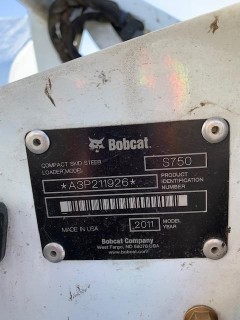 Bobcat
COMPACT SKID STEER
LOADER, MODEL S750
*A3P211926* PRODUCT IDENTIFICATION NUMBER
MADE IN USA 2011 MODEL YEAR
Bobcat Company
West Fargo, ND 58078 USA
www.bobcat.com